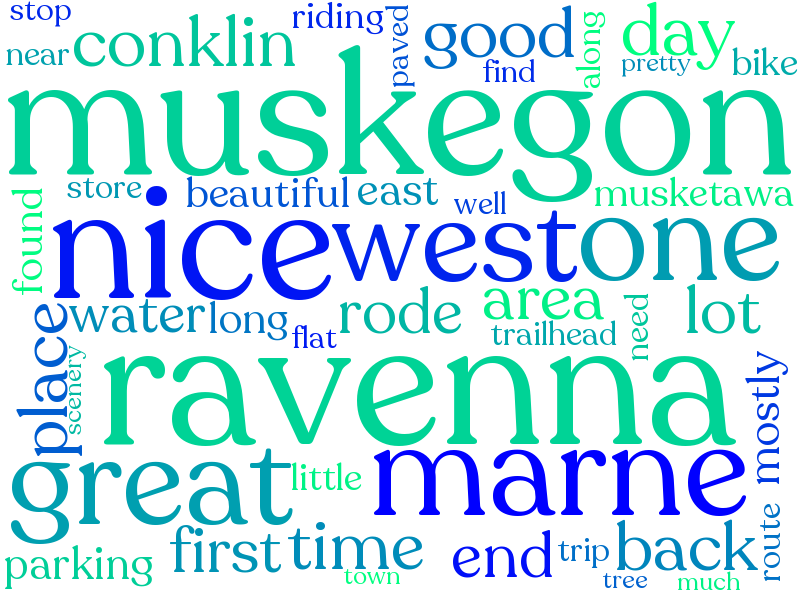 stop
riding
paved
good
along
day
near
conklin
find
pretty
bike
muskegon
store
beautiful
east
well
musketawa
found
nice
west
one
place
water
long
flat
rode
area
trailhead
need
lot
scenery
ravenna
mostly
great
little
marne
parking
first
time
end
trip
back
route
town
tree
much